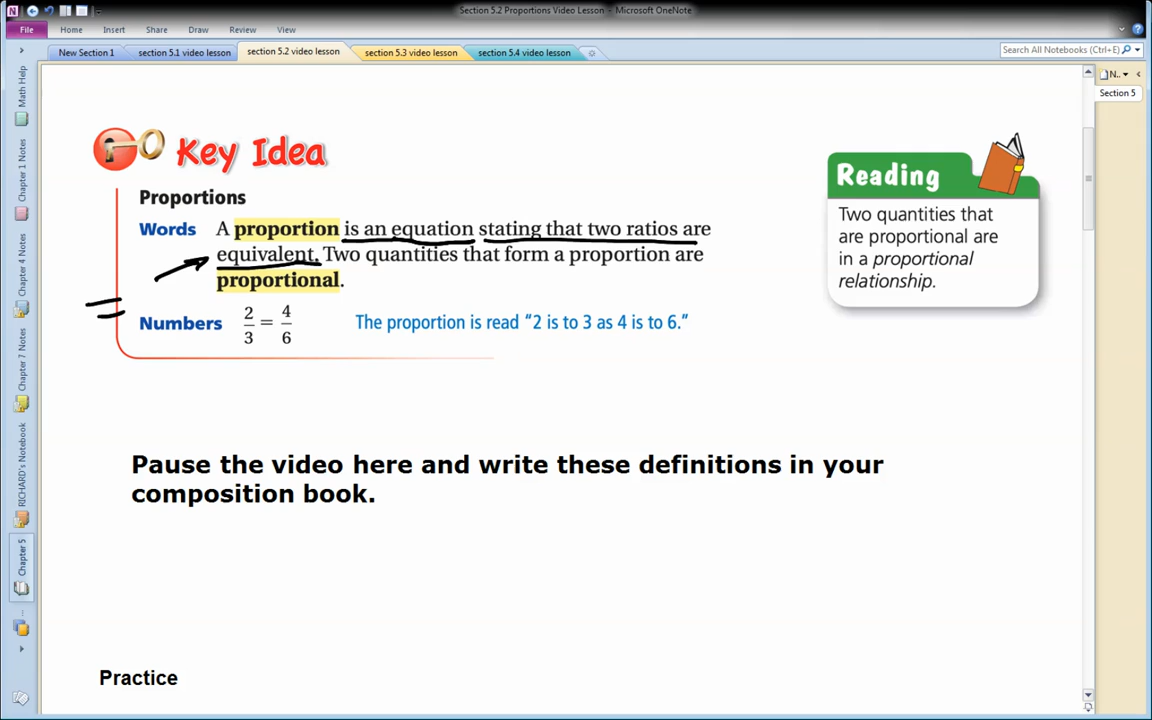 Section 5.2 Proportions Video Lesson - Microsoft OneNote
File Home Insert Share Draw Review View
New Section 1 section 5.1 video lesson section 5.2 video lesson section 5.3 video lesson section 5.4 video lesson
Search All Notebooks (Ctrl+E)
N..
Section 5
Math Help
Chapter 1 Notes
Chapter 4 Notes
Chapter 7 Notes
RICHARD's Notebook
Chapter 5
Key Idea
Proportions
Words A proportion is an equation stating that two ratios are
equivalent. Two quantities that form a proportion are
proportional.
=
Numbers 2/3 = 4/6 The proportion is read "2 is to 3 as 4 is to 6."
Reading
Two quantities that
are proportional are
in a proportional
relationship.
Pause the video here and write these definitions in your
composition book.
Practice